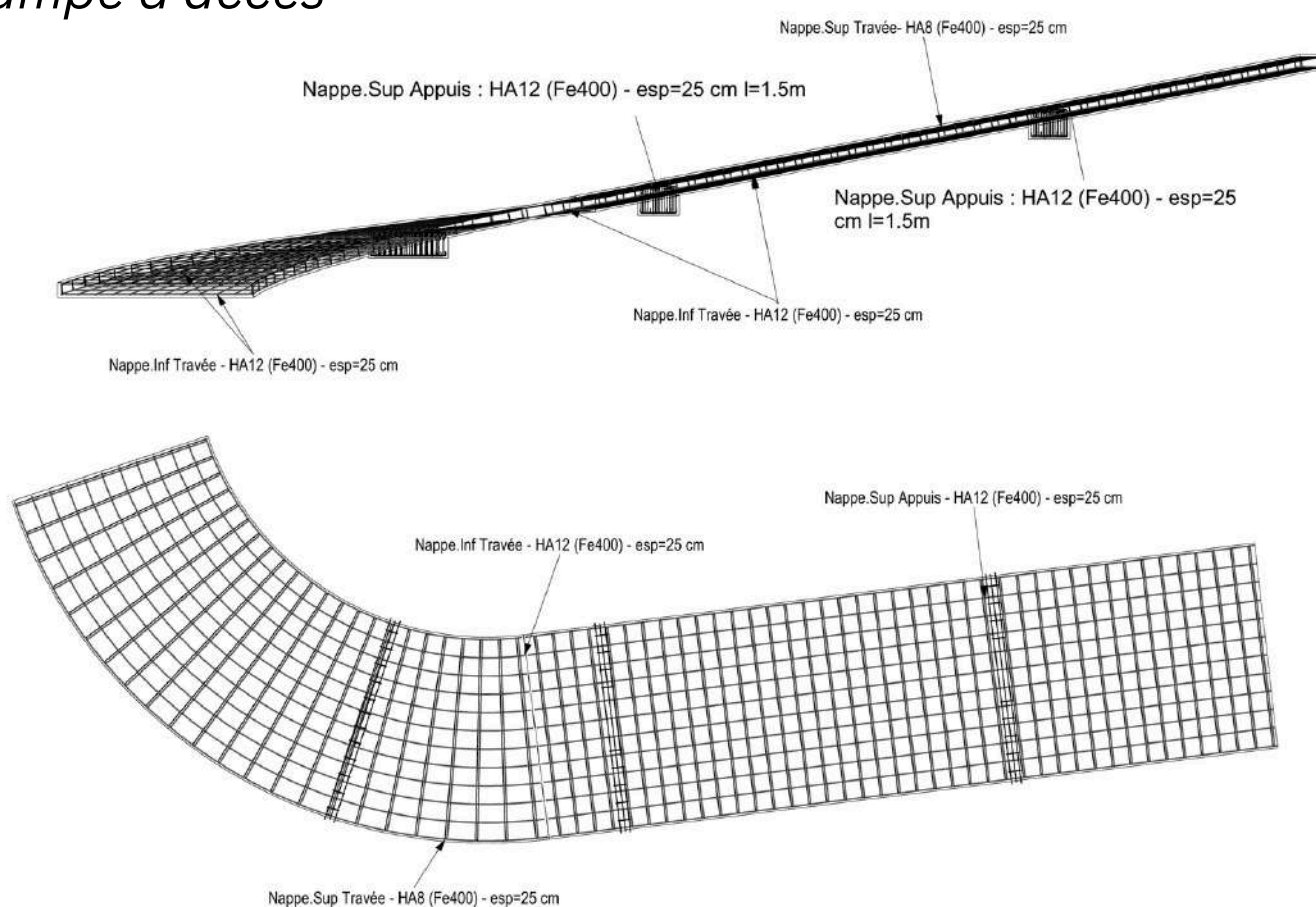 ampe d'accès
Nappe.Sup Travée- HA8 (Fe400) - esp=25 cm
Nappe.Sup Appuis : HA12 (Fe400) - esp=25 cm l=1.5m
Nappe.Sup Appuis : HA12 (Fe400) - esp=25
cm l=1.5m
Nappe.Inf Travée - HA12 (Fe400) - esp=25 cm
Nappe.Inf Travée - HA12 (Fe400) - esp=25 cm
Nappe.Sup Appuis - HA12 (Fe400) - esp=25 cm
Nappe.Inf Travée - HA12 (Fe400) - esp=25 cm
Nappe.Sup Travée - HA8 (Fe400) - esp=25 cm